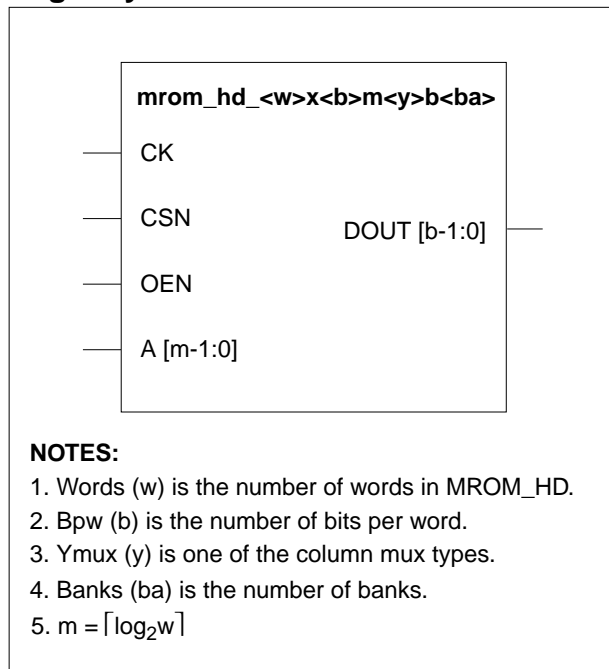 mrom_hd_<w>x<b>m<y>b<ba>
CK
CSN
DOUT [b-1:0]
OEN
A [m-1:0]
NOTES:
1. Words (w) is the number of words in MROM_HD.
2. Bpw (b) is the number of bits per word.
3. Ymux (y) is one of the column mux types.
4. Banks (ba) is the number of banks.
5. m = ⌈log₂w⌉